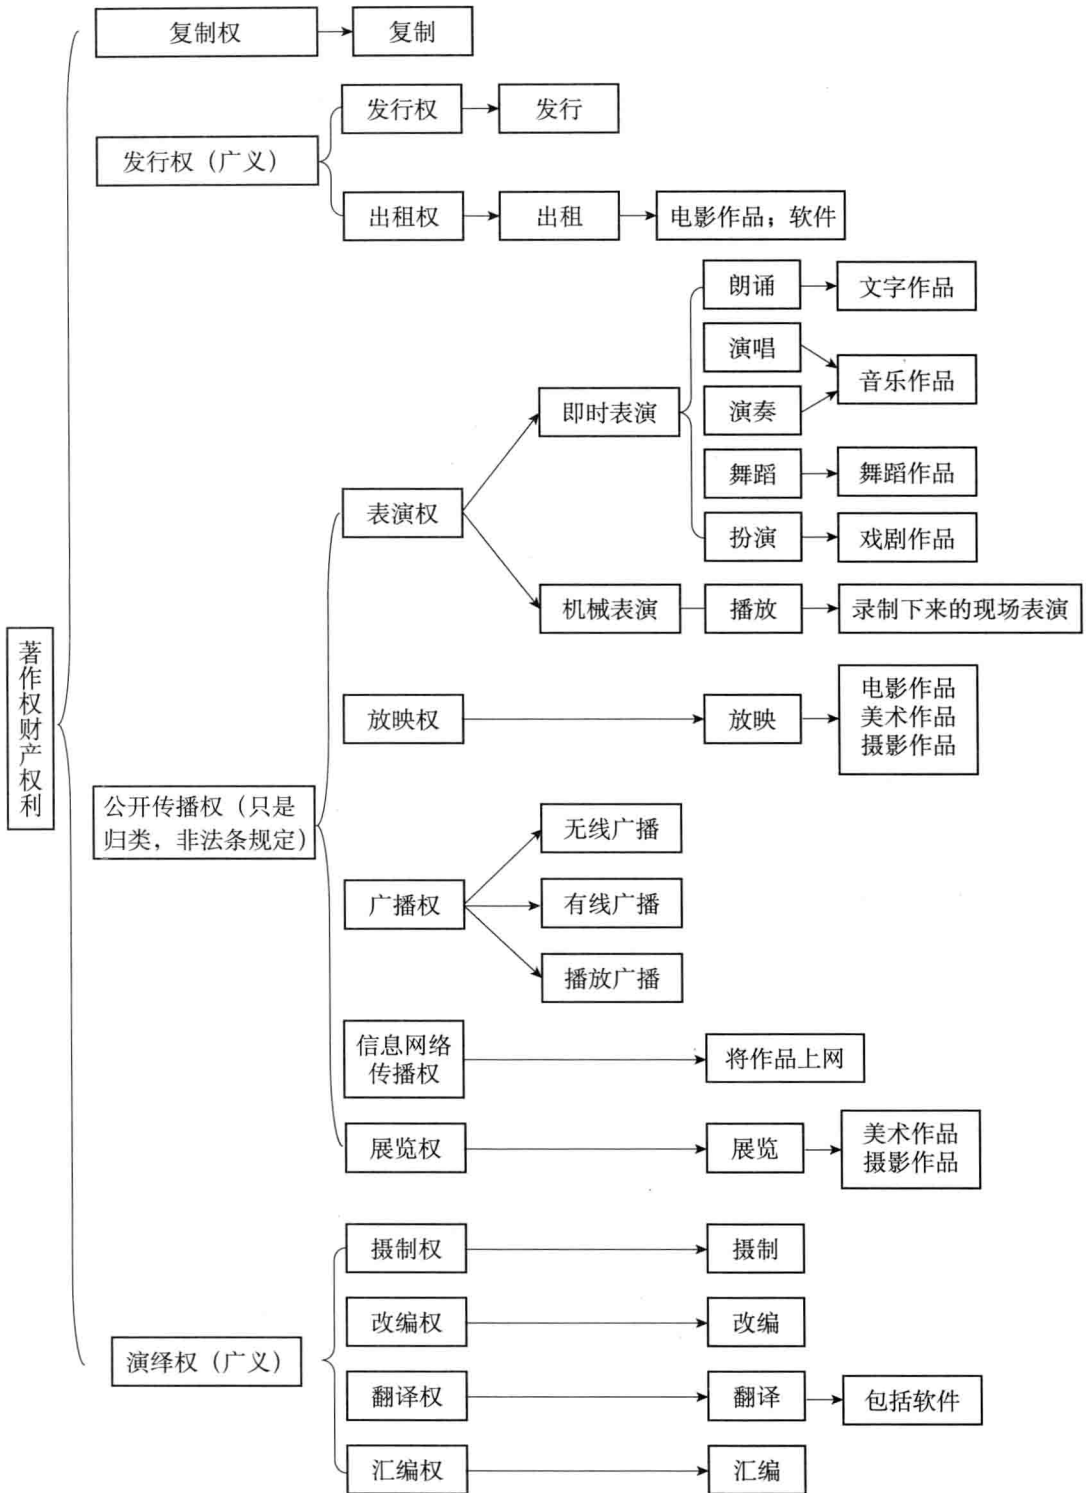 著作权财产权利
复制权
复制
发行权（广义）
发行权
发行
出租权
出租
电影作品；软件
公开传播权（只是
归类，非法条规定）
表演权
即时表演
朗诵
文字作品
演唱
演奏
音乐作品
舞蹈
舞蹈作品
扮演
戏剧作品
机械表演
播放
录制下来的现场表演
放映权
放映
电影作品
美术作品
摄影作品
广播权
无线广播
有线广播
播放广播
信息网络
传播权
将作品上网
展览权
展览
美术作品
摄影作品
演绎权（广义）
摄制权
摄制
改编权
改编
翻译权
翻译
包括软件
汇编权
汇编